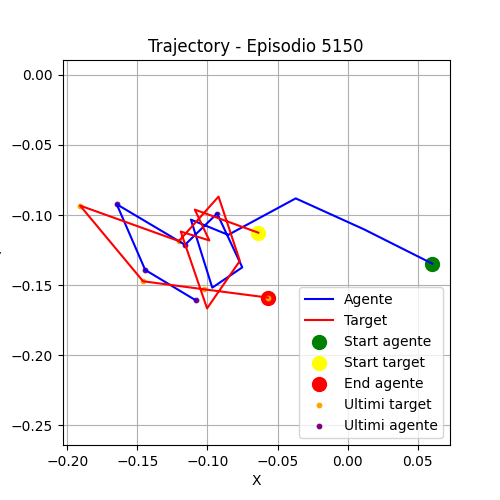 Trajectory - Episodio 5150
0.00
−0.05
−0.10
−0.15
−0.20
−0.25
Agente
Target
Start agente
Start target
End agente
Ultimi target
Ultimi agente
−0.20 −0.15 −0.10 −0.05 0.00 0.05
X